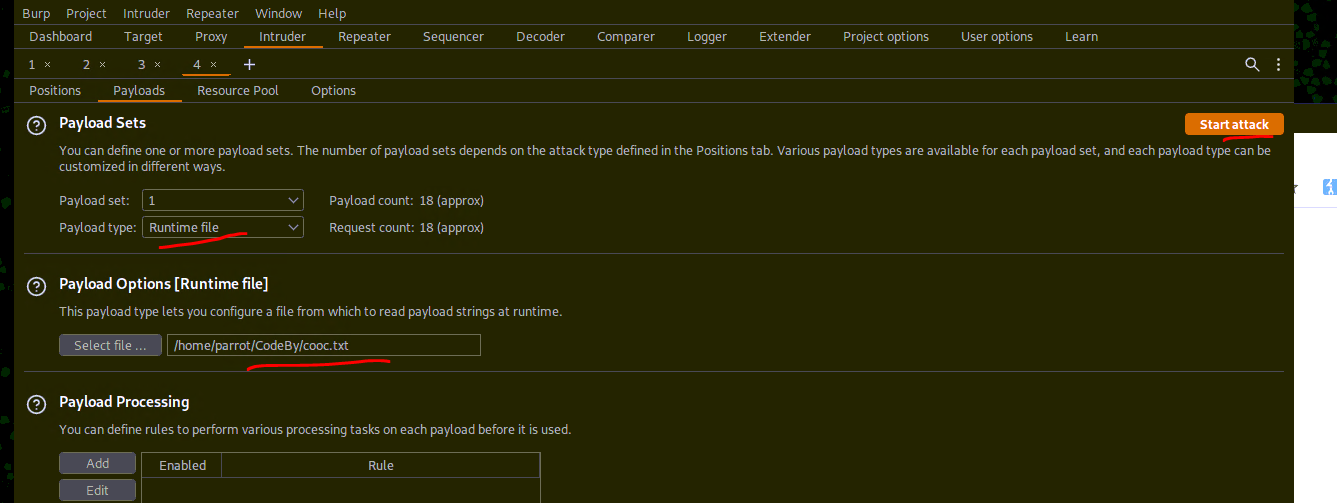 Burp Project Intruder Repeater Window Help
Dashboard Target Proxy Intruder Repeater Sequencer Decoder Comparer Logger Extender Project options User options Learn
1 × 2 × 3 × 4 × +
Positions Payloads Resource Pool Options
? Payload Sets Start attack
You can define one or more payload sets. The number of payload sets depends on the attack type defined in the Positions tab. Various payload types are available for each payload set, and each payload type can be
customized in different ways.
Payload set: 1 Payload count: 18 (approx)
Payload type: Runtime file Request count: 18 (approx)
? Payload Options [Runtime file]
This payload type lets you configure a file from which to read payload strings at runtime.
Select file ... /home/parrot/CodeBy/cooc.txt
? Payload Processing
You can define rules to perform various processing tasks on each payload before it is used.
Add Enabled Rule
Edit